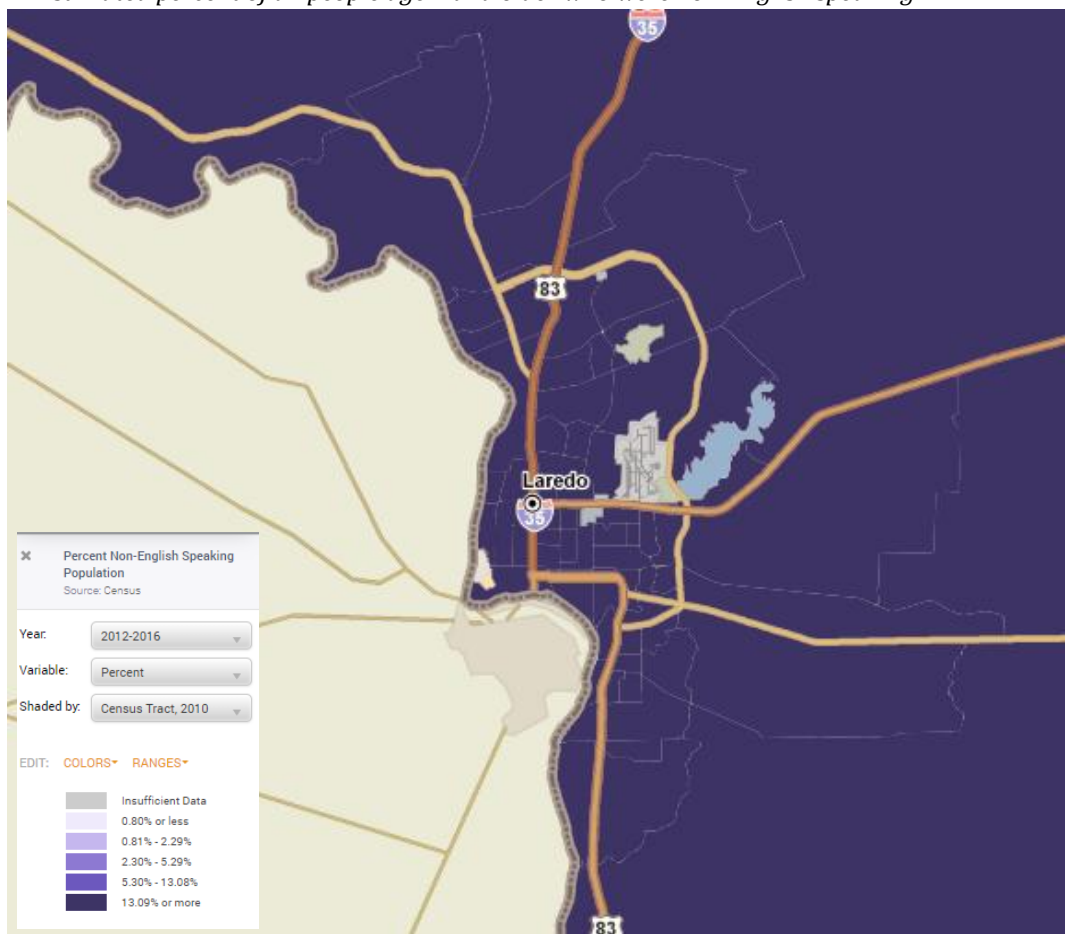 35
83
Laredo
35
83
× Percent Non-English Speaking
Population
Source: Census
Year: 2012-2016
Variable: Percent
Shaded by: Census Tract, 2010
EDIT: COLORS RANGES
Insufficient Data
0.80% or less
0.81% - 2.29%
2.30% - 5.29%
5.30% - 13.08%
13.09% or more